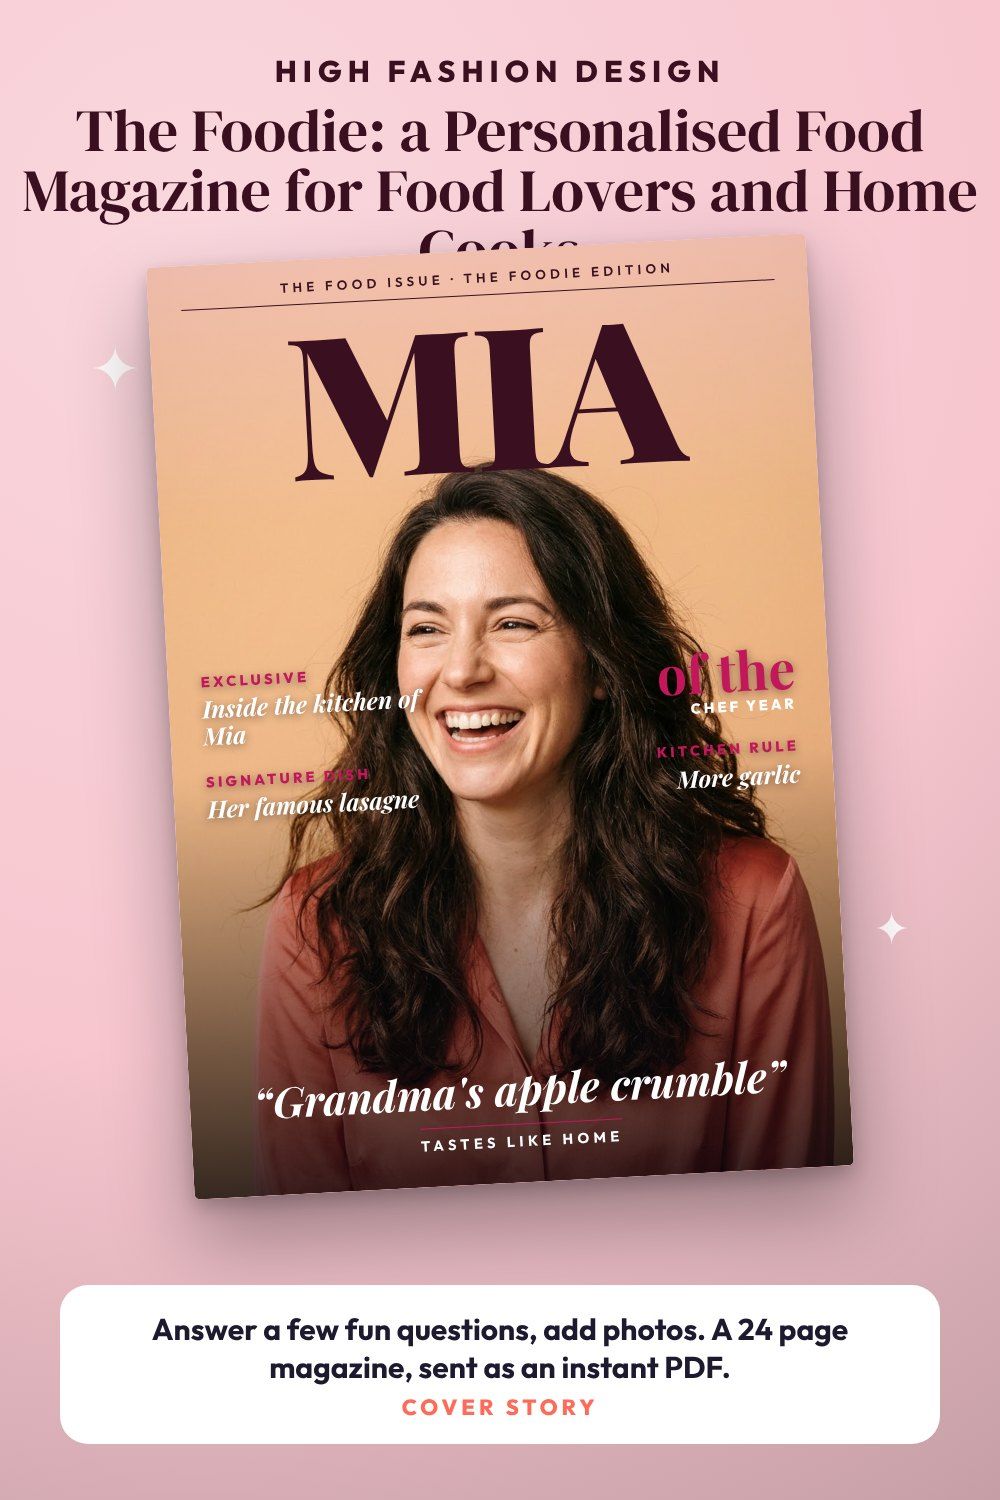 HIGH FASHION DESIGN
The Foodie: a Personalised Food
Magazine for Food Lovers and Home
Cooks
THE FOOD ISSUE · THE FOODIE EDITION
MIA
EXCLUSIVE
Inside the kitchen of
Mia
SIGNATURE DISH
Her famous lasagne
of the
CHEF YEAR
KITCHEN RULE
More garlic
“Grandma's apple crumble”
TASTES LIKE HOME
Answer a few fun questions, add photos. A 24 page
magazine, sent as an instant PDF.
COVER STORY